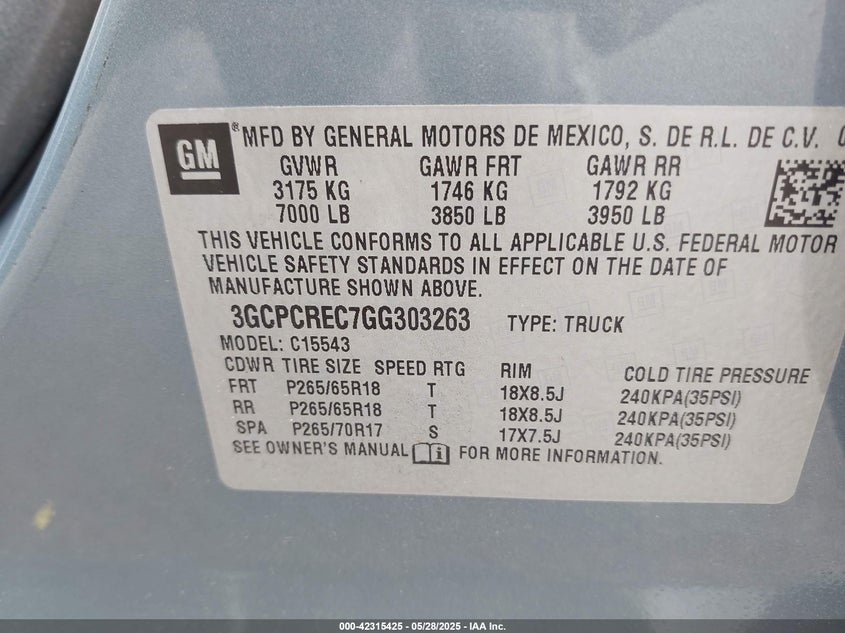 GM ® MFD BY GENERAL MOTORS DE MEXICO, S. DE R.L. DE C.V.
GVWR GAWR FRT GAWR RR
3175 KG 1746 KG 1792 KG
7000 LB 3850 LB 3950 LB
THIS VEHICLE CONFORMS TO ALL APPLICABLE U.S. FEDERAL MOTOR
VEHICLE SAFETY STANDARDS IN EFFECT ON THE DATE OF
MANUFACTURE SHOWN ABOVE.
3GCPCREC7GG303263 TYPE: TRUCK
MODEL: C15543
CDWR TIRE SIZE SPEED RTG RIM COLD TIRE PRESSURE
FRT P265/65R18 T 18X8.5J 240KPA(35PSI)
RR P265/65R18 T 18X8.5J 240KPA(35PSI)
SPA P265/70R17 S 17X7.5J 240KPA(35PSI)
SEE OWNER'S MANUAL FOR MORE INFORMATION.
000-42315425 - 05/28/2025 - IAA Inc.